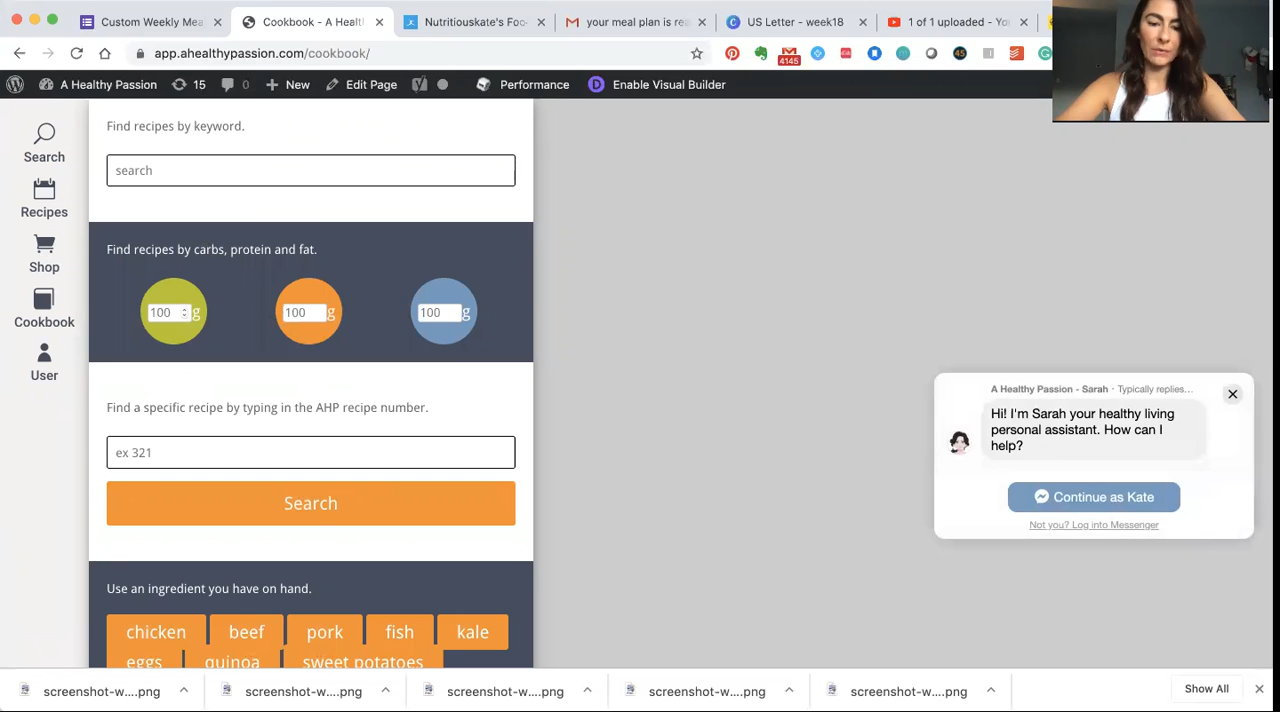 Custom Weekly Mea
Cookbook - A Healt
Nutritiouskate's Foo
your meal plan is rea
US Letter - week18
1 of 1 uploaded - Yo
app.ahealthypassion.com/cookbook/
4145
45
A Healthy Passion
15
0
New
Edit Page
Performance
D
Enable Visual Builder
Search
Recipes
Shop
Cookbook
User
Find recipes by keyword.
search
Find recipes by carbs, protein and fat.
100 g
100 g
100 g
Find a specific recipe by typing in the AHP recipe number.
ex 321
Search
Use an ingredient you have on hand.
chicken beef pork fish kale
eggs quinoa sweet potatoes
A Healthy Passion - Sarah · Typically replies...
Hi! I'm Sarah your healthy living
personal assistant. How can I
help?
Continue as Kate
Not you? Log into Messenger
screenshot-w....png
screenshot-w....png
screenshot-w....png
screenshot-w....png
screenshot-w....png
Show All